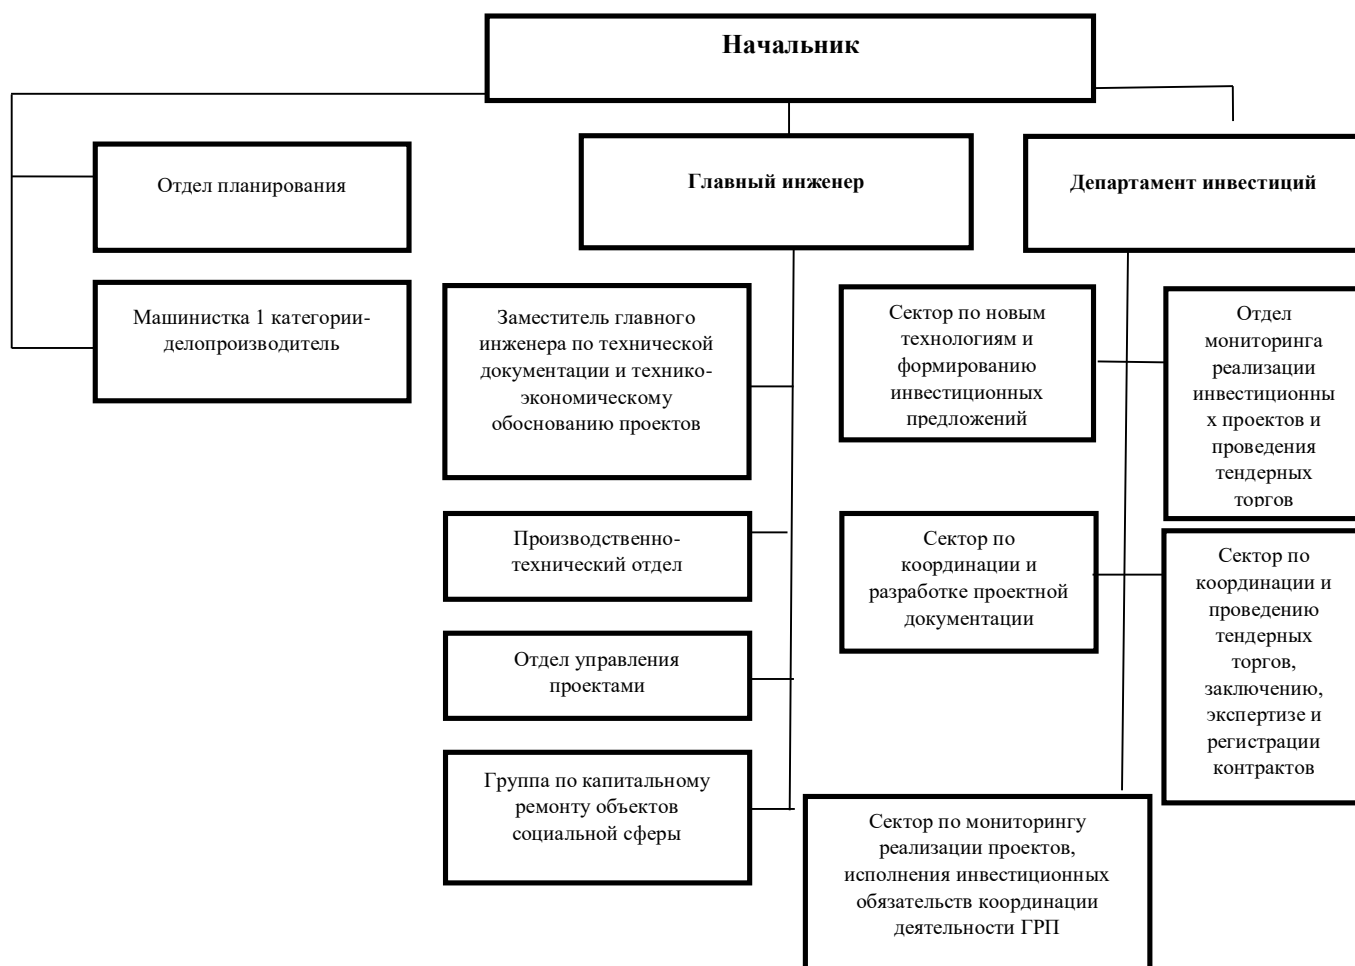 Начальник
Отдел планирования
Главный инженер
Департамент инвестиций
Машинистка 1 категории-
делопроизводитель
Заместитель главного
инженера по технической
документации и технико-
экономическому
обоснованию проектов
Сектор по новым
технологиям и
формированию
инвестиционных
предложений
Отдел
мониторинга
реализации
инвестиционны
х проектов и
проведения
тендерных
торгов
Производственно-
технический отдел
Сектор по
координации и
разработке проектной
документации
Сектор по
координации и
проведению
тендерных
торгов,
заключению,
экспертизе и
регистрации
контрактов
Отдел управления
проектами
Группа по капитальному
ремонту объектов
социальной сферы
Сектор по мониторингу
реализации проектов,
исполнения инвестиционных
обязательств координации
деятельности ГРП